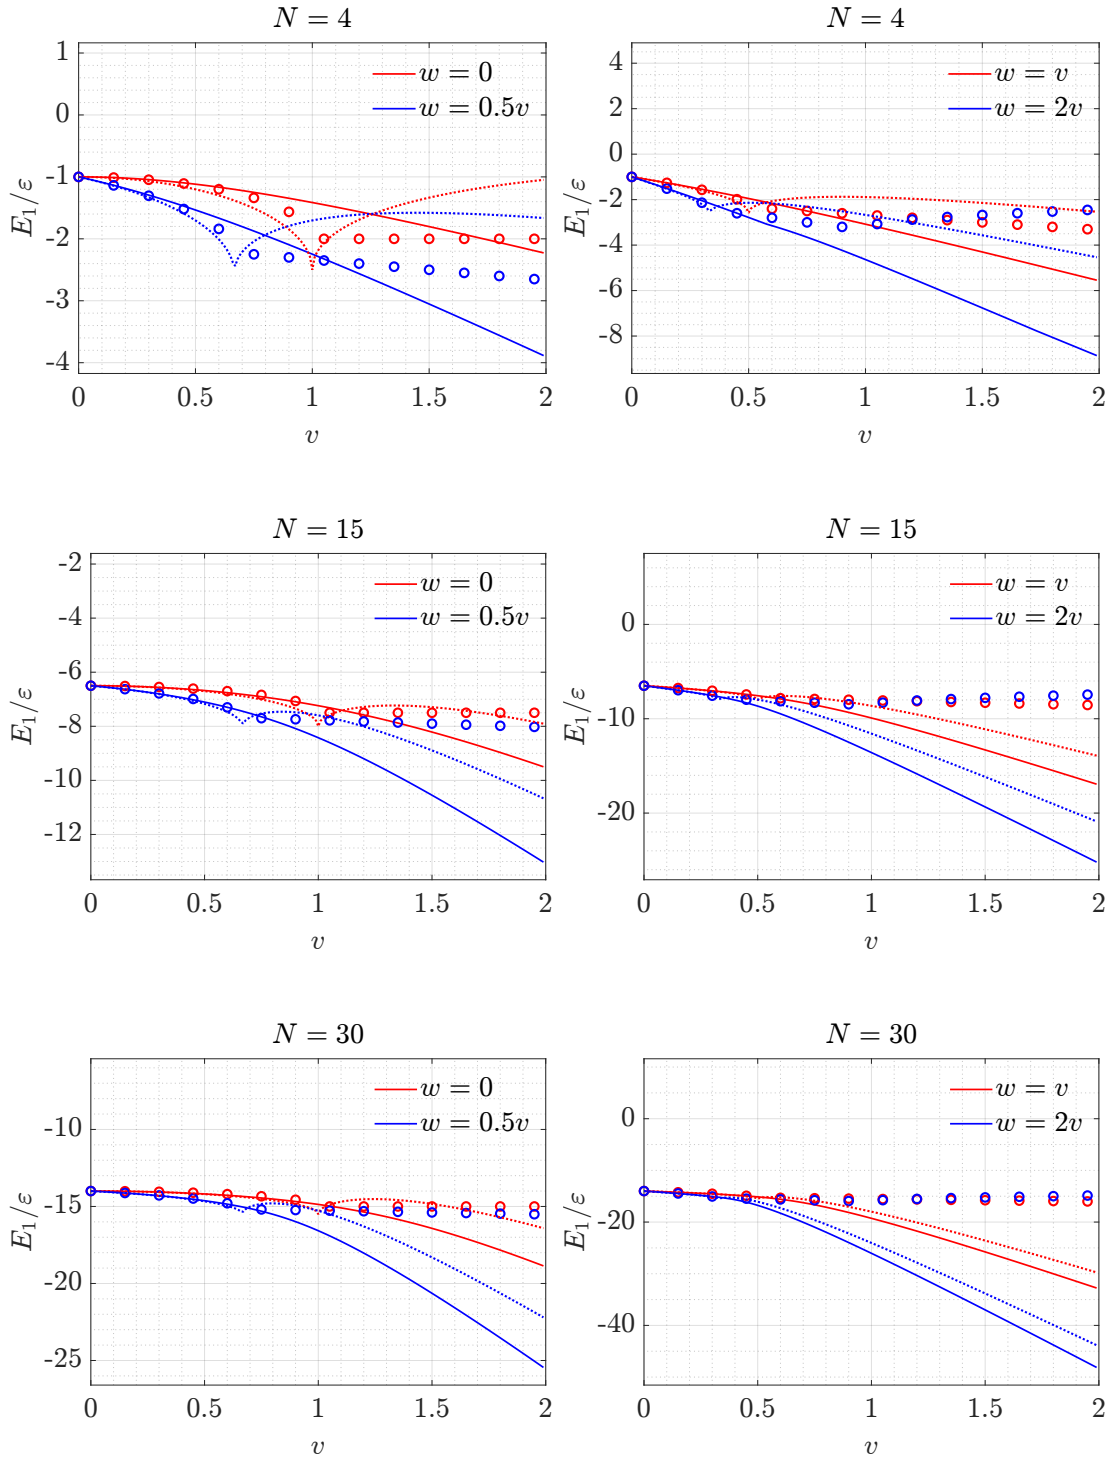 N = 4
1
0
-1
-2
-3
-4
E₁/ε
w = 0
w = 0.5v
0
0.5
1
1.5
2
v
N = 4
4
2
0
-2
-4
-6
-8
E₁/ε
w = v
w = 2v
0
0.5
1
1.5
2
v
N = 15
-2
-4
-6
-8
-10
-12
E₁/ε
w = 0
w = 0.5v
0
0.5
1
1.5
2
v
N = 15
0
-10
-20
E₁/ε
w = v
w = 2v
0
0.5
1
1.5
2
v
N = 30
-10
-15
-20
-25
E₁/ε
w = 0
w = 0.5v
0
0.5
1
1.5
2
v
N = 30
0
-20
-40
E₁/ε
w = v
w = 2v
0
0.5
1
1.5
2
v